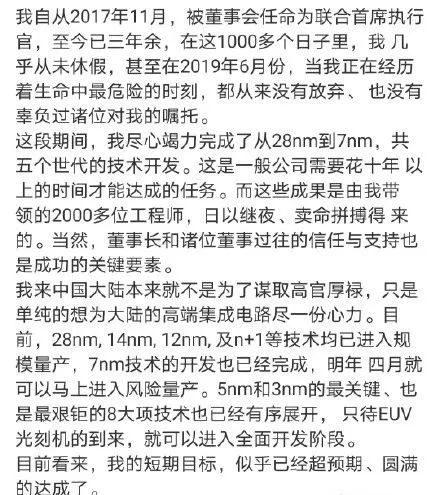 我自从2017年11月，被董事会任命为联合首席执行
官，至今已三年余，在这1000多个日子里，我 几
乎从未休假，甚至在2019年6月份，当我正在经历
着生命中最危险的时刻，都从来没有放弃、 也没有
辜负过诸位对我的嘱托。
这段期间，我尽心竭力完成了从28nm到7nm，共
五个世代的技术开发。这是一般公司需要花十年 以
上的时间才能达成的任务。而这些成果是由我带
领的2000多位工程师，日以继夜、卖命拼搏得 来
的。当然，董事长和诸位董事过往的信任与支持也
是成功的关键要素。
我来中国大陆本来就不是为了谋取高官厚禄，只是
单纯的想为大陆的高端集成电路尽一份心力。目
前，28nm, 14nm, 12nm, 及n+1等技术均已进入规
模量产，7nm技术的开发也已经完成，明年 四月就
可以马上进入风险量产。5nm和3nm的最关键、也
是最艰钜的8大项技术也已经有序展开， 只待EUV
光刻机的到来，就可以进入全面开发阶段。
目前看来，我的短期目标，似乎已经超预期、圆满
的达成了。